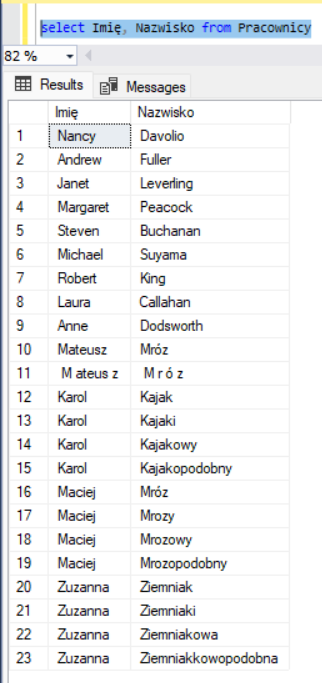 select Imię, Nazwisko from Pracownicy
82 %
Results Messages
Imię Nazwisko
1 Nancy Davolio
2 Andrew Fuller
3 Janet Leverling
4 Margaret Peacock
5 Steven Buchanan
6 Michael Suyama
7 Robert King
8 Laura Callahan
9 Anne Dodsworth
10 Mateusz Mróz
11 M ateus z M r ó z
12 Karol Kajak
13 Karol Kajaki
14 Karol Kajakowy
15 Karol Kajakopodobny
16 Maciej Mróz
17 Maciej Mrozy
18 Maciej Mrozowy
19 Maciej Mrozopodobny
20 Zuzanna Ziemniak
21 Zuzanna Ziemniaki
22 Zuzanna Ziemniakowa
23 Zuzanna Ziemniakkowopodobna